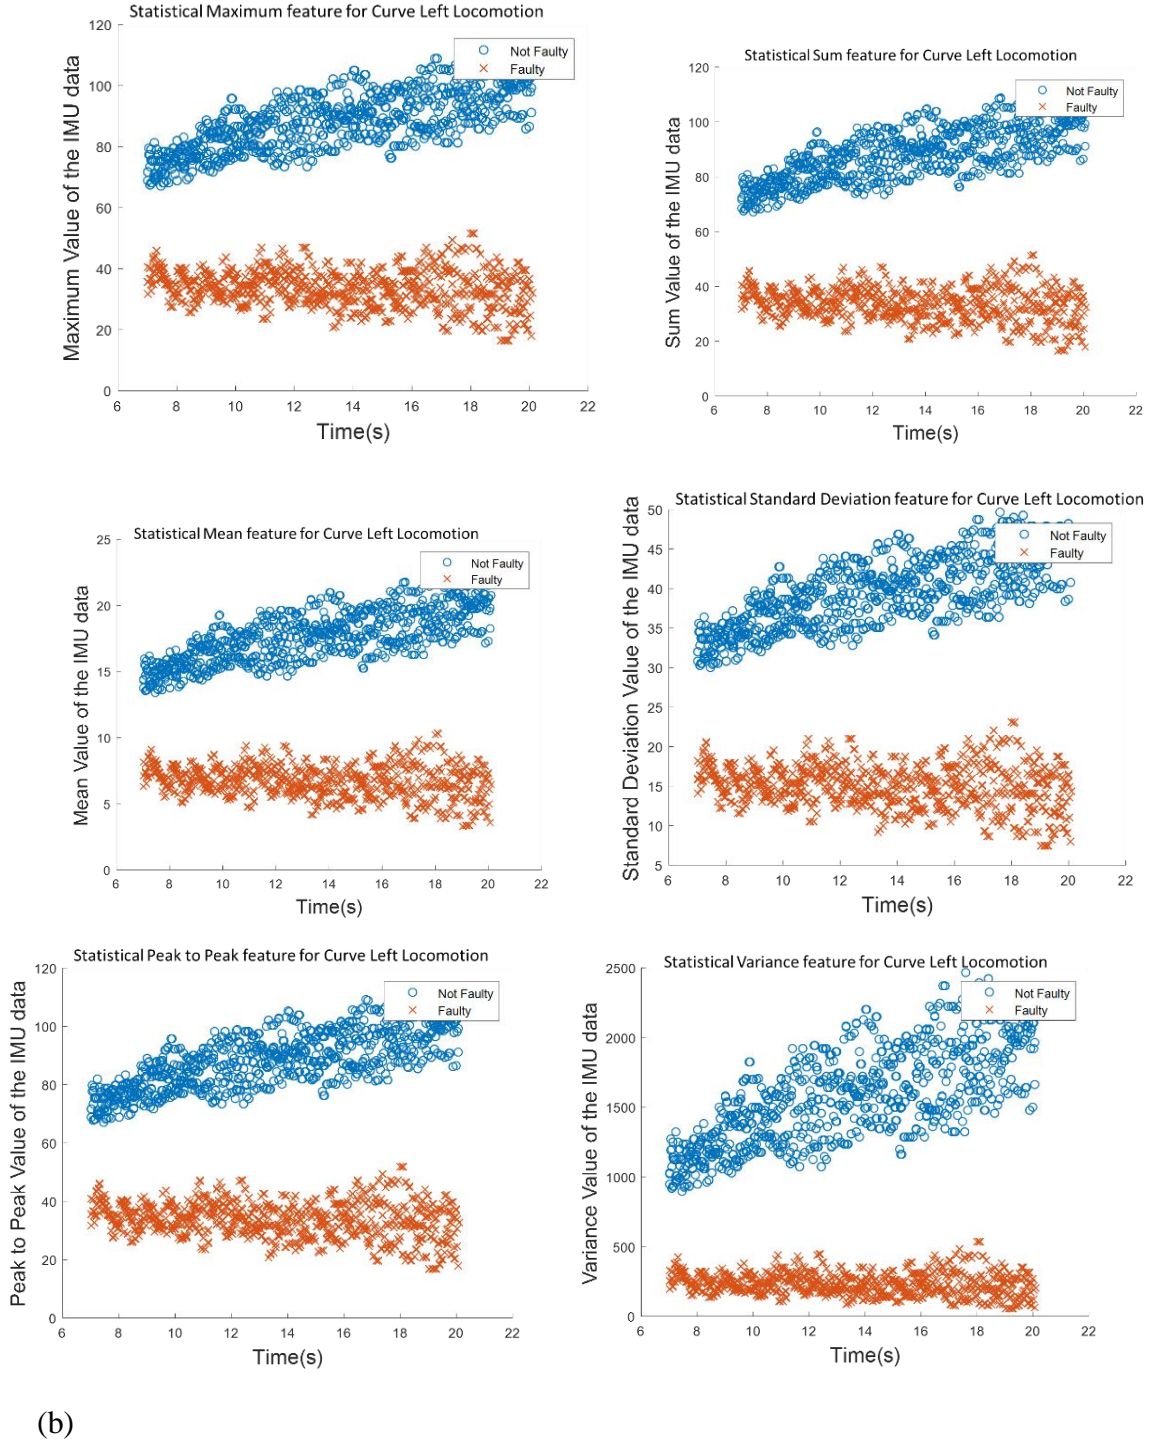 Statistical Maximum feature for Curve Left Locomotion
120
100
80
60
40
20
0
6 8 10 12 14 16 18 20 22
Maximum Value of the IMU data
Time(s)
Not Faulty
Faulty
Statistical Sum feature for Curve Left Locomotion
120
100
80
60
40
20
0
6 8 10 12 14 16 18 20 22
Sum Value of the IMU data
Time(s)
Not Faulty
Faulty
Statistical Mean feature for Curve Left Locomotion
25
20
15
10
5
0
6 8 10 12 14 16 18 20 22
Mean Value of the IMU data
Time(s)
Not Faulty
Faulty
Statistical Standard Deviation feature for Curve Left Locomotion
50
45
40
35
30
25
20
15
10
5
6 8 10 12 14 16 18 20 22
Standard Deviation Value of the IMU data
Time(s)
Not Faulty
Faulty
Statistical Peak to Peak feature for Curve Left Locomotion
120
100
80
60
40
20
0
6 8 10 12 14 16 18 20 22
Peak to Peak Value of the IMU data
Time(s)
Not Faulty
Faulty
Statistical Variance feature for Curve Left Locomotion
2500
2000
1500
1000
500
0
6 8 10 12 14 16 18 20 22
Variance Value of the IMU data
Time(s)
Not Faulty
Faulty
(b)